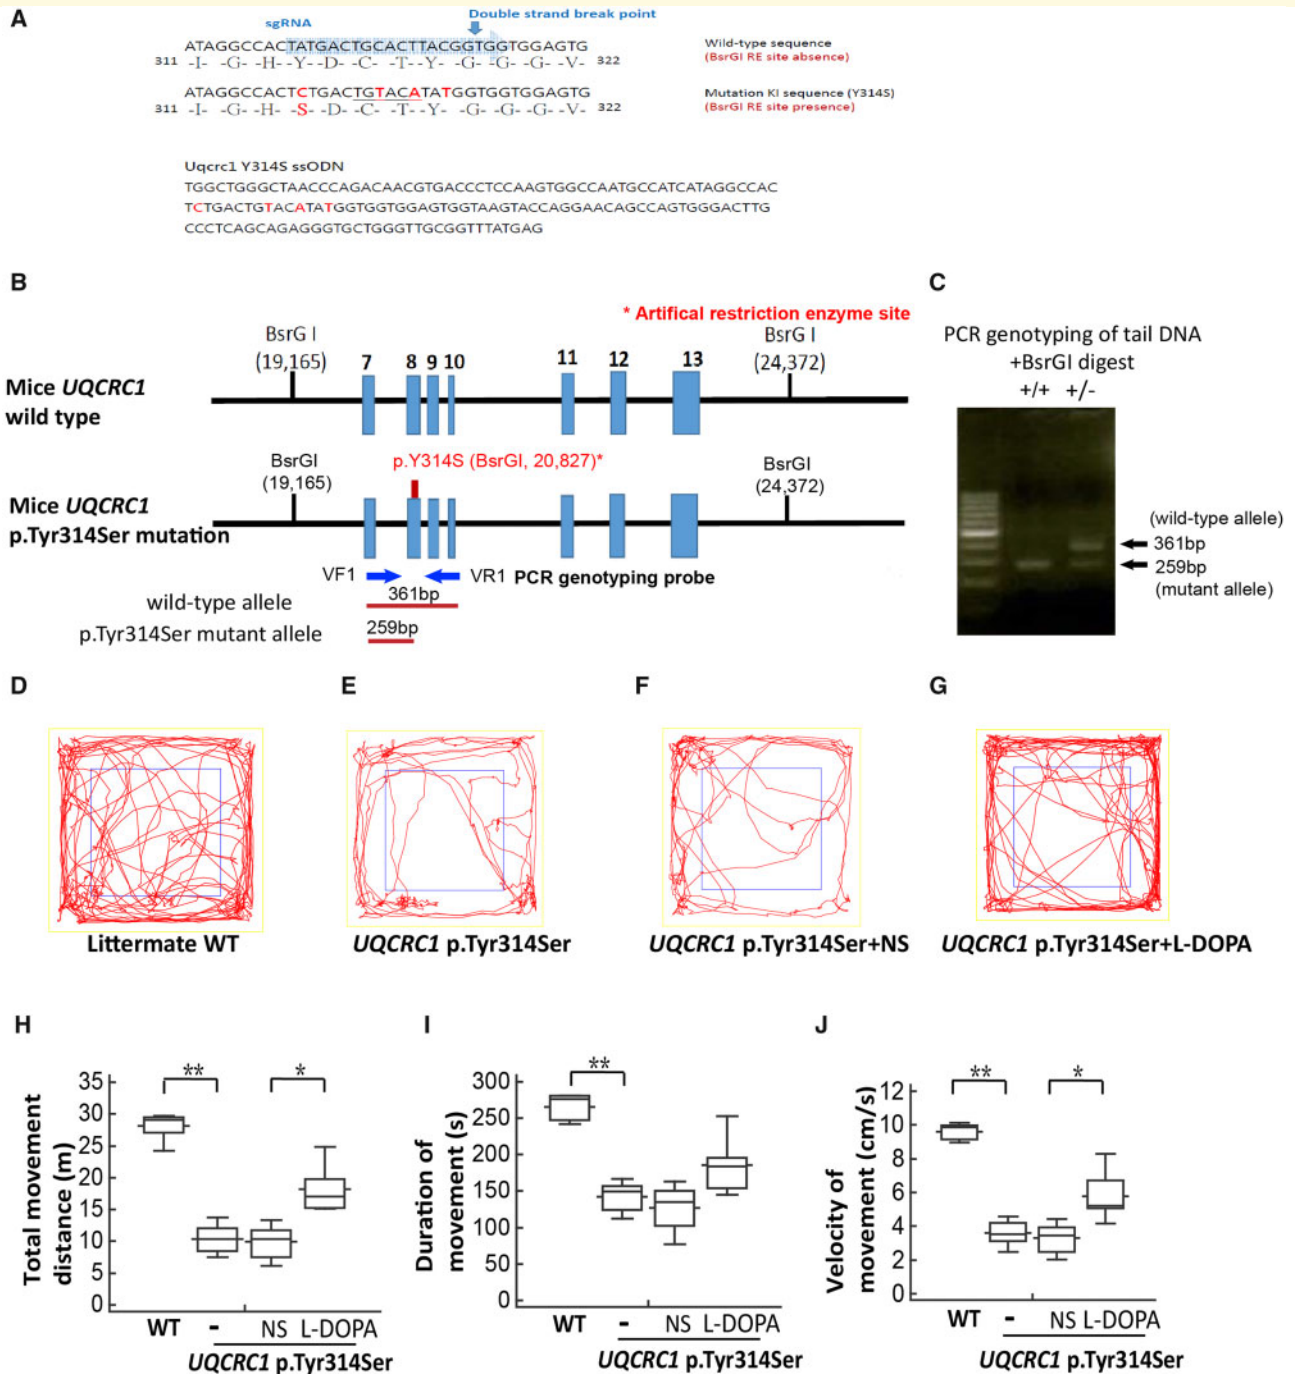 A
Double strand break point
sgRNA
ATAGGCCACTATGACTGCACTTACGGTGGTGGAGTG
311 -I- -G- -H- -Y- -D- -C- -T- -Y- -G- -G- -G- -V- 322
Wild-type sequence
(BsrGI RE site absence)
ATAGGCCACTCTGACTGTACATATGGTGGTGGAGTG
311 -I- -G- -H- -S- -D- -C- -T- -Y- -G- -G- -G- -V- 322
Mutation KI sequence (Y314S)
(BsrGI RE site presence)
Uqcrc1 Y314S ssODN
TGGCTGGGCTAACCCAGACAACGTGACCCTCCAAGTGGCCAATGCCATCATAGGCCAC
TCTGACTGTACATATGGTGGTGGAGTGGTAAGTACCAGGAACAGCCAGTGGGACTTG
CCCTCAGCAGAGGGTGCTGGGTTGCGGTTTATGAG
B
* Artifical restriction enzyme site
BsrG I
(19,165)
7 8 9 10 11 12 13
BsrG I
(24,372)
Mice UQCRC1
wild type
BsrGI
(19,165)
p.Y314S (BsrGI, 20,827)*
BsrGI
(24,372)
Mice UQCRC1
p.Tyr314Ser mutation
VF1 VR1 PCR genotyping probe
wild-type allele 361bp
p.Tyr314Ser mutant allele 259bp
C
PCR genotyping of tail DNA
+BsrGI digest
+/+ +/-
(wild-type allele)
361bp
259bp
(mutant allele)
D
Littermate WT
E
UQCRC1 p.Tyr314Ser
F
UQCRC1 p.Tyr314Ser+NS
G
UQCRC1 p.Tyr314Ser+L-DOPA
H
Total movement
distance (m)
35
30
25
20
15
10
5
0
** *
WT - NS L-DOPA
UQCRC1 p.Tyr314Ser
I
Duration of
movement (s)
300
250
200
150
100
50
0
**
WT - NS L-DOPA
UQCRC1 p.Tyr314Ser
J
Velocity of
movement (cm/s)
12
10
8
6
4
2
0
** *
WT - NS L-DOPA
UQCRC1 p.Tyr314Ser